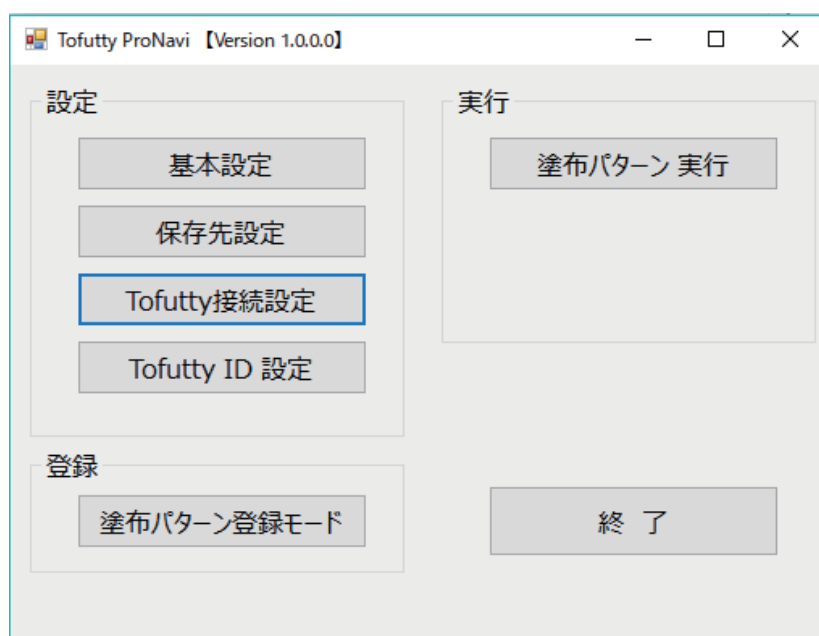 Tofutty ProNavi 【Version 1.0.0.0】
設定
基本設定
保存先設定
Tofutty接続設定
Tofutty ID 設定
登録
塗布パターン登録モード
実行
塗布パターン 実行
終 了